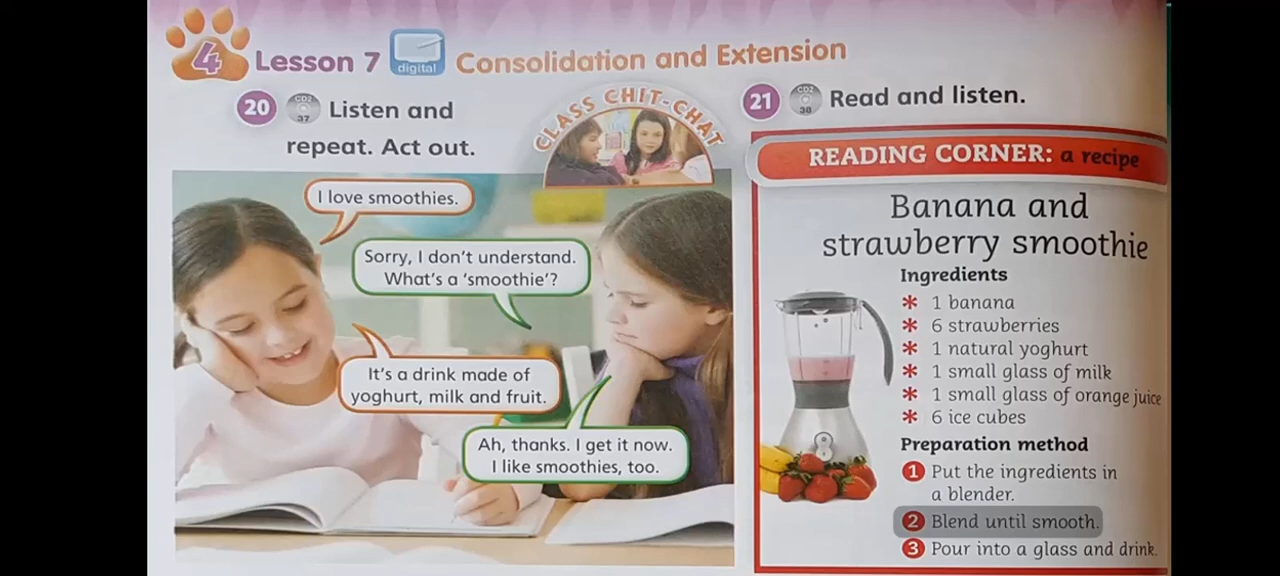 4
Lesson 7
digital
Consolidation and Extension
20
CD2
37
Listen and
repeat. Act out.
CLASS CHIT-CHAT
I love smoothies.
Sorry, I don't understand.
What's a 'smoothie'?
It's a drink made of
yoghurt, milk and fruit.
Ah, thanks. I get it now.
I like smoothies, too.
21
CD2
38
Read and listen.
READING CORNER: a recipe
Banana and
strawberry smoothie
Ingredients
* 1 banana
* 6 strawberries
* 1 natural yoghurt
* 1 small glass of milk
* 1 small glass of orange juice
* 6 ice cubes
Preparation method
1 Put the ingredients in
a blender.
2 Blend until smooth.
3 Pour into a glass and drink.